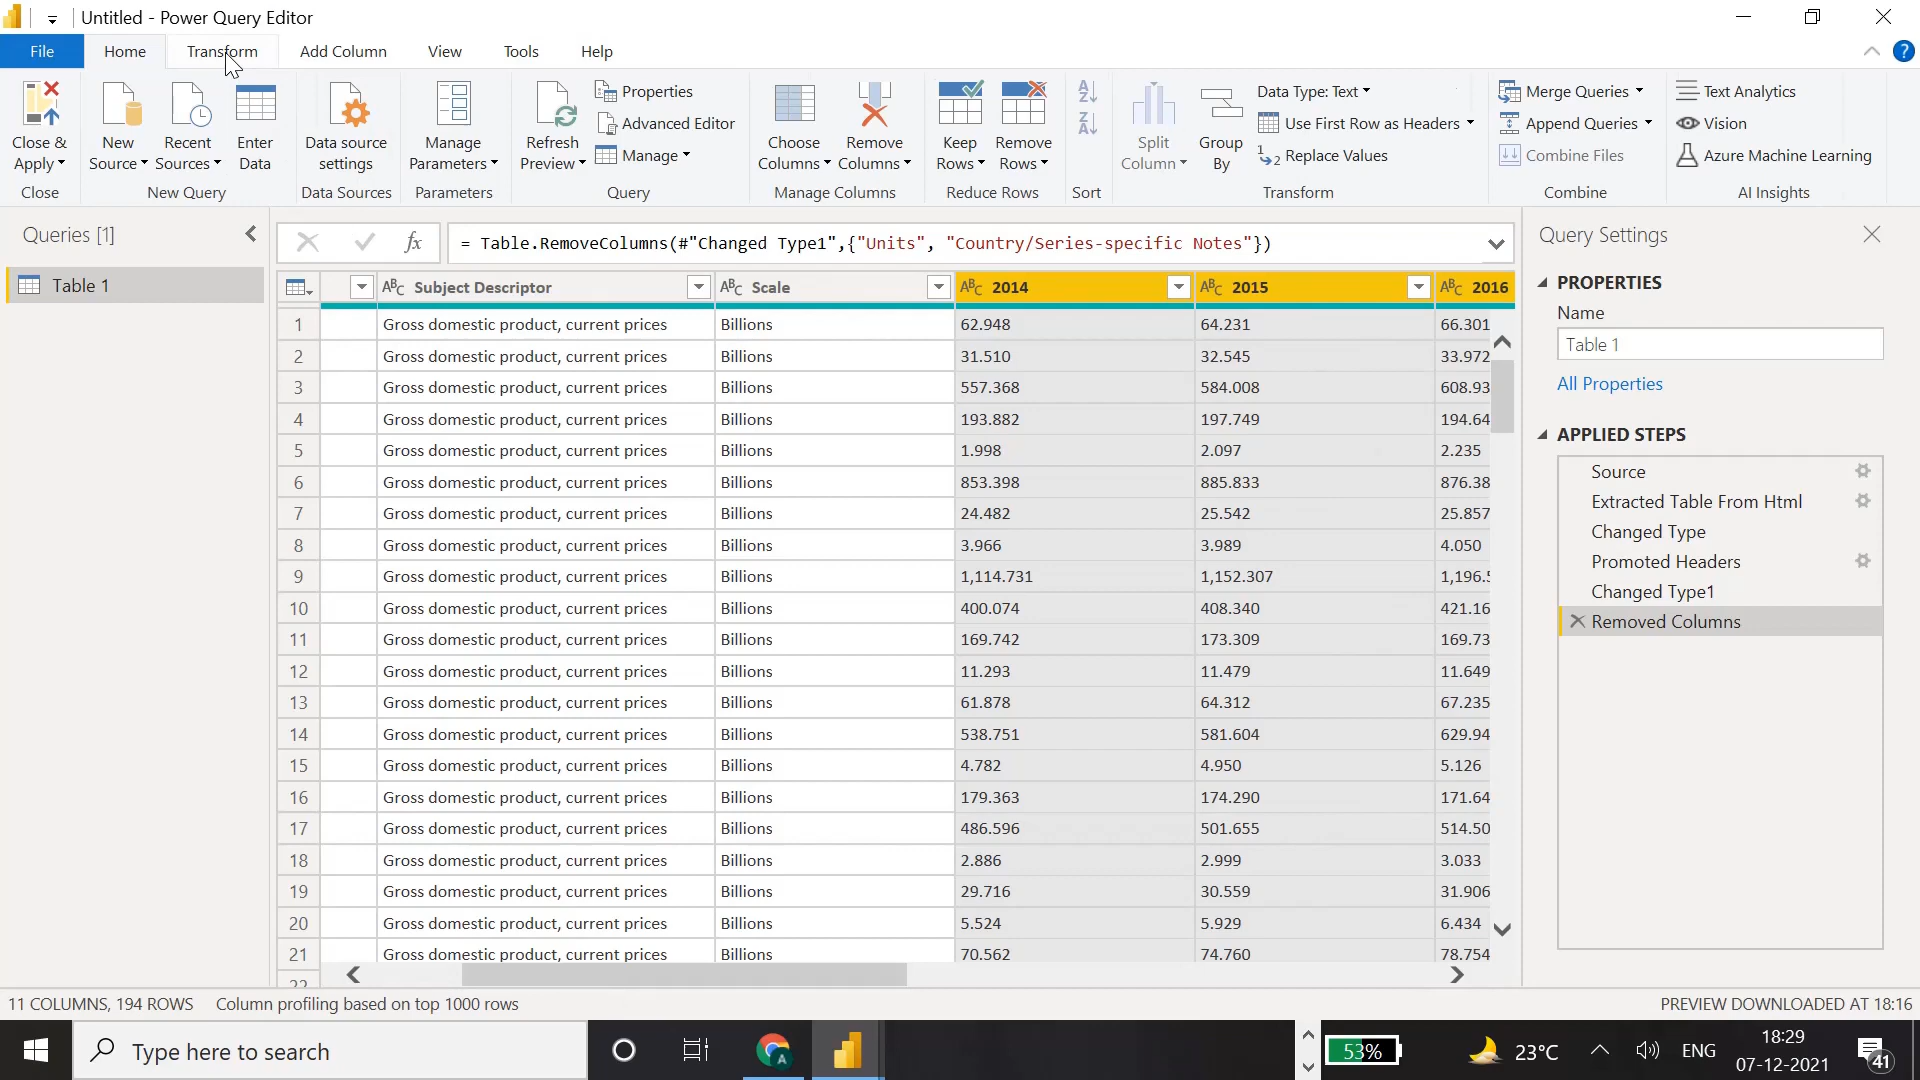 Untitled - Power Query Editor
File Home Transform Add Column View Tools Help
Close & Apply
New Source
Recent Sources
Enter Data
Data source settings
Manage Parameters
Refresh Preview
Properties
Advanced Editor
Manage
Choose Columns
Remove Columns
Keep Rows
Remove Rows
Split Column
Group By
Data Type: Text
Use First Row as Headers
Replace Values
Merge Queries
Append Queries
Combine Files
Text Analytics
Vision
Azure Machine Learning
Close New Query Data Sources Parameters Query Manage Columns Reduce Rows Sort Transform Combine AI Insights
Queries [1]
Table 1
fx = Table.RemoveColumns(#"Changed Type1",{"Units", "Country/Series-specific Notes"})
ABC Subject Descriptor ABC Scale ABC 2014 ABC 2015 ABC 2016
1 Gross domestic product, current prices Billions 62.948 64.231 66.301
2 Gross domestic product, current prices Billions 31.510 32.545 33.972
3 Gross domestic product, current prices Billions 557.368 584.008 608.93
4 Gross domestic product, current prices Billions 193.882 197.749 194.64
5 Gross domestic product, current prices Billions 1.998 2.097 2.235
6 Gross domestic product, current prices Billions 853.398 885.833 876.38
7 Gross domestic product, current prices Billions 24.482 25.542 25.857
8 Gross domestic product, current prices Billions 3.966 3.989 4.050
9 Gross domestic product, current prices Billions 1,114.731 1,152.307 1,196.5
10 Gross domestic product, current prices Billions 400.074 408.340 421.16
11 Gross domestic product, current prices Billions 169.742 173.309 169.73
12 Gross domestic product, current prices Billions 11.293 11.479 11.649
13 Gross domestic product, current prices Billions 61.878 64.312 67.235
14 Gross domestic product, current prices Billions 538.751 581.604 629.94
15 Gross domestic product, current prices Billions 4.782 4.950 5.126
16 Gross domestic product, current prices Billions 179.363 174.290 171.64
17 Gross domestic product, current prices Billions 486.596 501.655 514.50
18 Gross domestic product, current prices Billions 2.886 2.999 3.033
19 Gross domestic product, current prices Billions 29.716 30.559 31.906
20 Gross domestic product, current prices Billions 5.524 5.929 6.434
21 Gross domestic product, current prices Billions 70.562 74.760 78.754
22
Query Settings
PROPERTIES
Name
Table 1
All Properties
APPLIED STEPS
Source
Extracted Table From Html
Changed Type
Promoted Headers
Changed Type1
Removed Columns
11 COLUMNS, 194 ROWS Column profiling based on top 1000 rows
PREVIEW DOWNLOADED AT 18:16
Type here to search
53%
23°C
ENG
18:29
07-12-2021
41